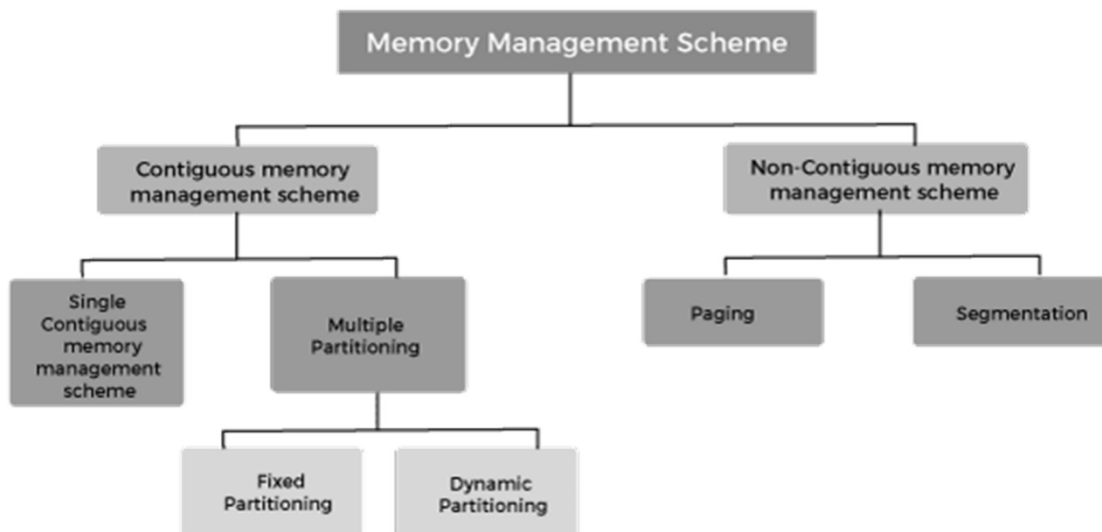 Memory Management Scheme
Contiguous memory
management scheme
Non-Contiguous memory
management scheme
Single
Contiguous
memory
management
scheme
Multiple
Partitioning
Paging
Segmentation
Fixed
Partitioning
Dynamic
Partitioning